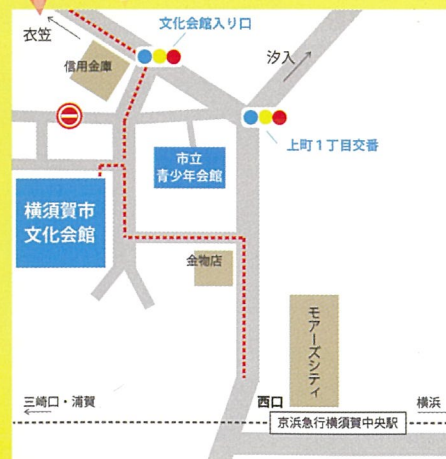 文化会館入り口
衣笠
信用金庫
汐入
上町1丁目交番
市立
青少年会館
横須賀市
文化会館
金物店
モアーズシティ
三崎口・浦賀
西口
横浜
京浜急行横須賀中央駅